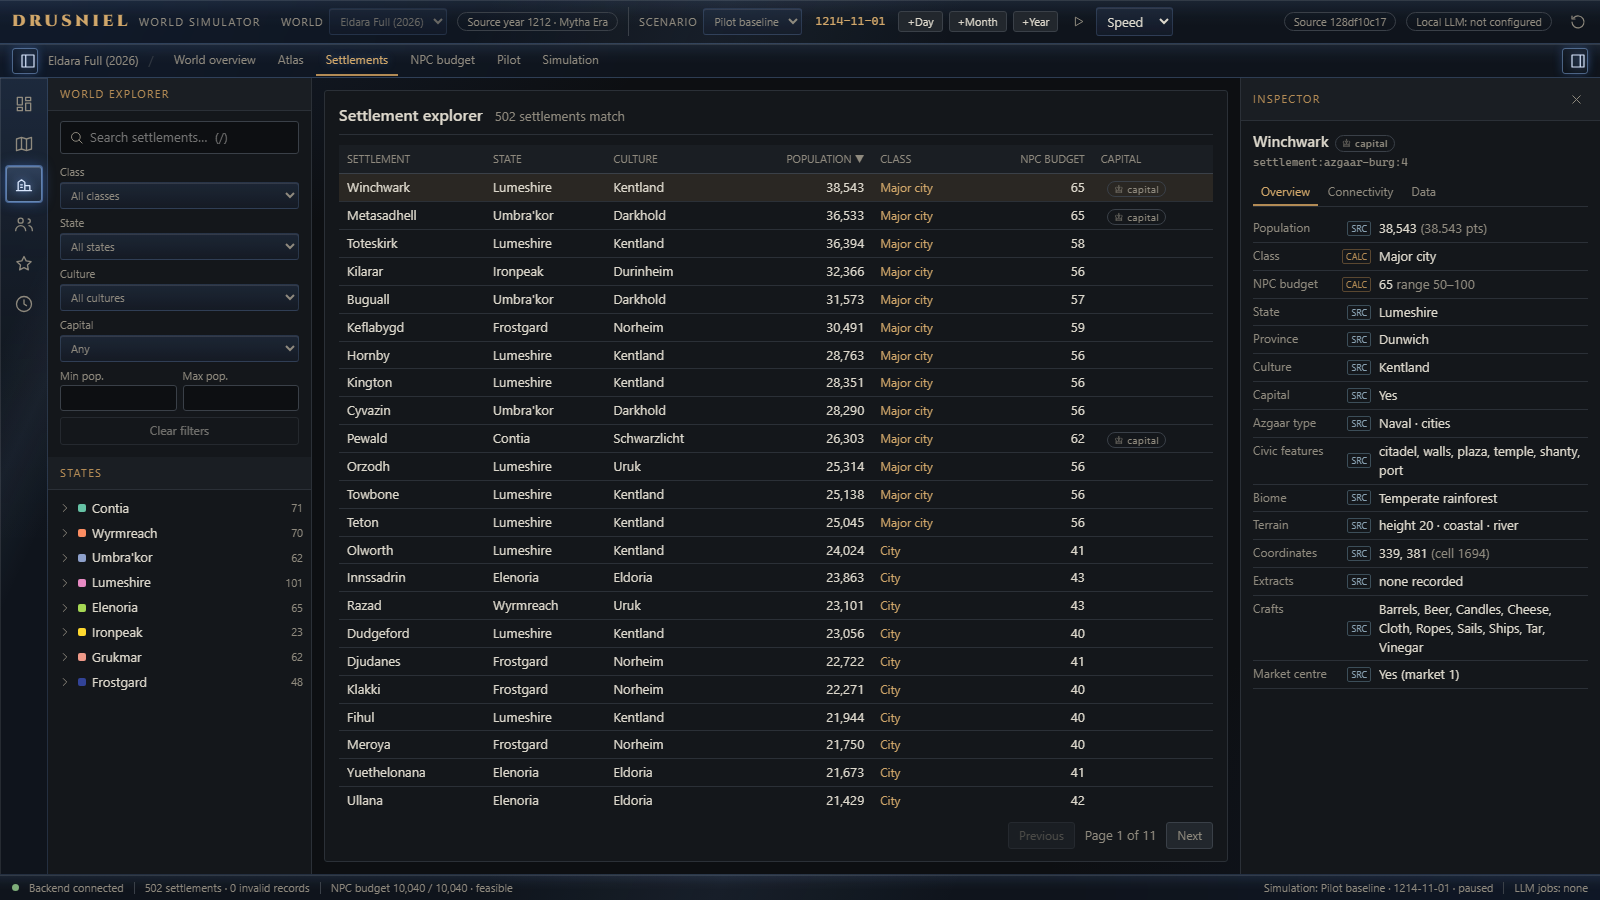 DRUSNIEL WORLD SIMULATOR WORLD Eldara Full (2026) Source year 1212 · Mytha Era SCENARIO Pilot baseline 1214-11-01 +Day +Month +Year Speed Source 128df10c17 Local LLM: not configured
Eldara Full (2026) / World overview Atlas Settlements NPC budget Pilot Simulation
WORLD EXPLORER
Search settlements... (/)
Class
All classes
State
All states
Culture
All cultures
Capital
Any
Min pop. Max pop.
Clear filters
STATES
Contia 71
Wyrmreach 70
Umbra'kor 62
Lumeshire 101
Elenoria 65
Ironpeak 23
Grukmar 62
Frostgard 48
Settlement explorer 502 settlements match
SETTLEMENT STATE CULTURE POPULATION ▼ CLASS NPC BUDGET CAPITAL
Winchwark Lumeshire Kentland 38,543 Major city 65 capital
Metasadhell Umbra'kor Darkhold 36,533 Major city 65 capital
Toteskirk Lumeshire Kentland 36,394 Major city 58
Kilarar Ironpeak Durinheim 32,366 Major city 56
Buguall Umbra'kor Darkhold 31,573 Major city 57
Keflabygd Frostgard Norheim 30,491 Major city 59
Hornby Lumeshire Kentland 28,763 Major city 56
Kington Lumeshire Kentland 28,351 Major city 56
Cyvazin Umbra'kor Darkhold 28,290 Major city 56
Pewald Contia Schwarzlicht 26,303 Major city 62 capital
Orzodh Lumeshire Uruk 25,314 Major city 56
Towbone Lumeshire Kentland 25,138 Major city 56
Teton Lumeshire Kentland 25,045 Major city 56
Olworth Lumeshire Kentland 24,024 City 41
Innssadrin Elenoria Eldoria 23,863 City 43
Razad Wyrmreach Uruk 23,101 City 43
Dudgeford Lumeshire Kentland 23,056 City 40
Djudanes Frostgard Norheim 22,722 City 41
Klakki Frostgard Norheim 22,271 City 40
Fihul Lumeshire Kentland 21,944 City 40
Meroya Frostgard Norheim 21,750 City 40
Yuethelonana Elenoria Eldoria 21,673 City 41
Ullana Elenoria Eldoria 21,429 City 42
Previous Page 1 of 11 Next
INSPECTOR
Winchwark capital
settlement:azgaar-burg:4
Overview Connectivity Data
Population SRC 38,543 (38.543 pts)
Class CALC Major city
NPC budget CALC 65 range 50–100
State SRC Lumeshire
Province SRC Dunwich
Culture SRC Kentland
Capital SRC Yes
Azgaar type SRC Naval · cities
Civic features SRC citadel, walls, plaza, temple, shanty,
port
Biome SRC Temperate rainforest
Terrain SRC height 20 · coastal · river
Coordinates SRC 339, 381 (cell 1694)
Extracts SRC none recorded
Crafts SRC Barrels, Beer, Candles, Cheese,
Cloth, Ropes, Sails, Ships, Tar,
Vinegar
Market centre SRC Yes (market 1)
Backend connected 502 settlements · 0 invalid records NPC budget 10,040 / 10,040 · feasible Simulation: Pilot baseline · 1214-11-01 · paused LLM jobs: none